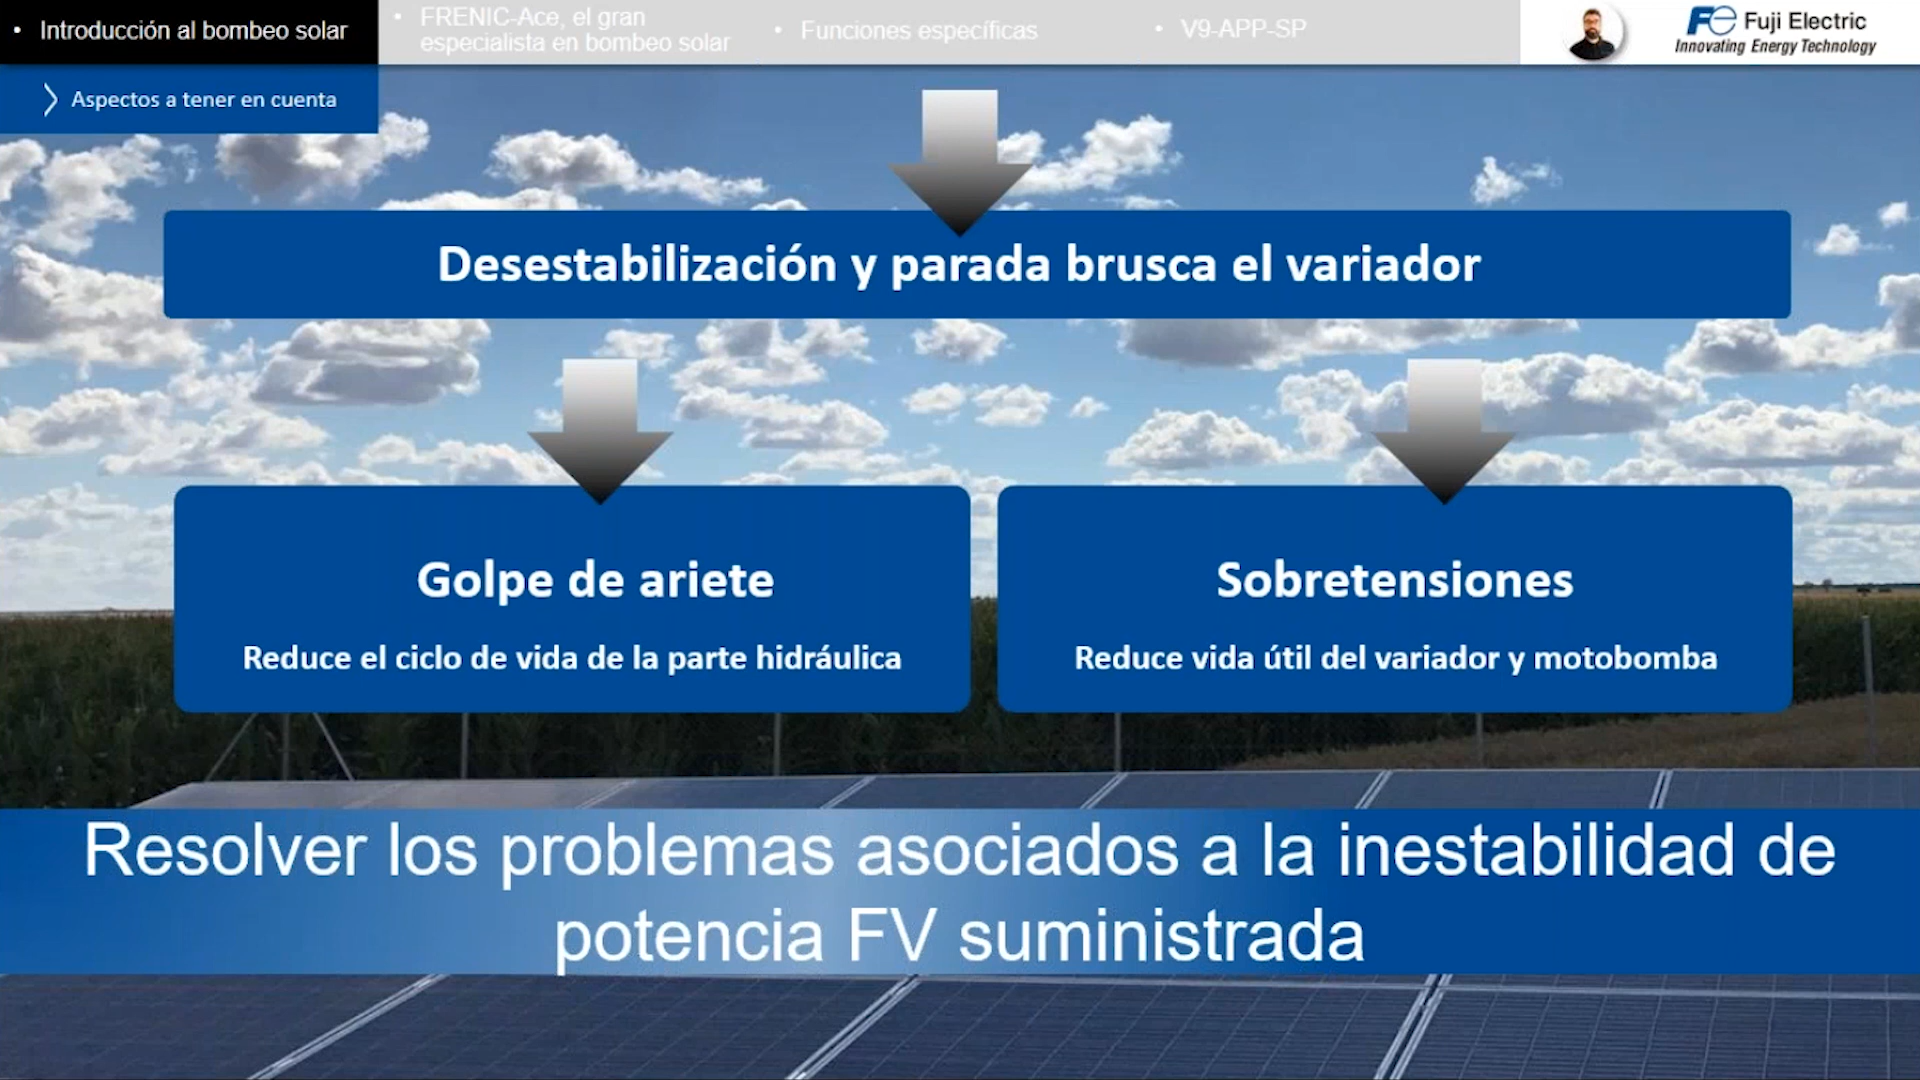 • Introducción al bombeo solar
• FRENIC-Ace, el gran
especialista en bombeo solar
• Funciones específicas
• V9-APP-SP
Fe Fuji Electric
Innovating Energy Technology
Aspectos a tener en cuenta
Desestabilización y parada brusca el variador
Golpe de ariete
Reduce el ciclo de vida de la parte hidráulica
Sobretensiones
Reduce vida útil del variador y motobomba
Resolver los problemas asociados a la inestabilidad de
potencia FV suministrada